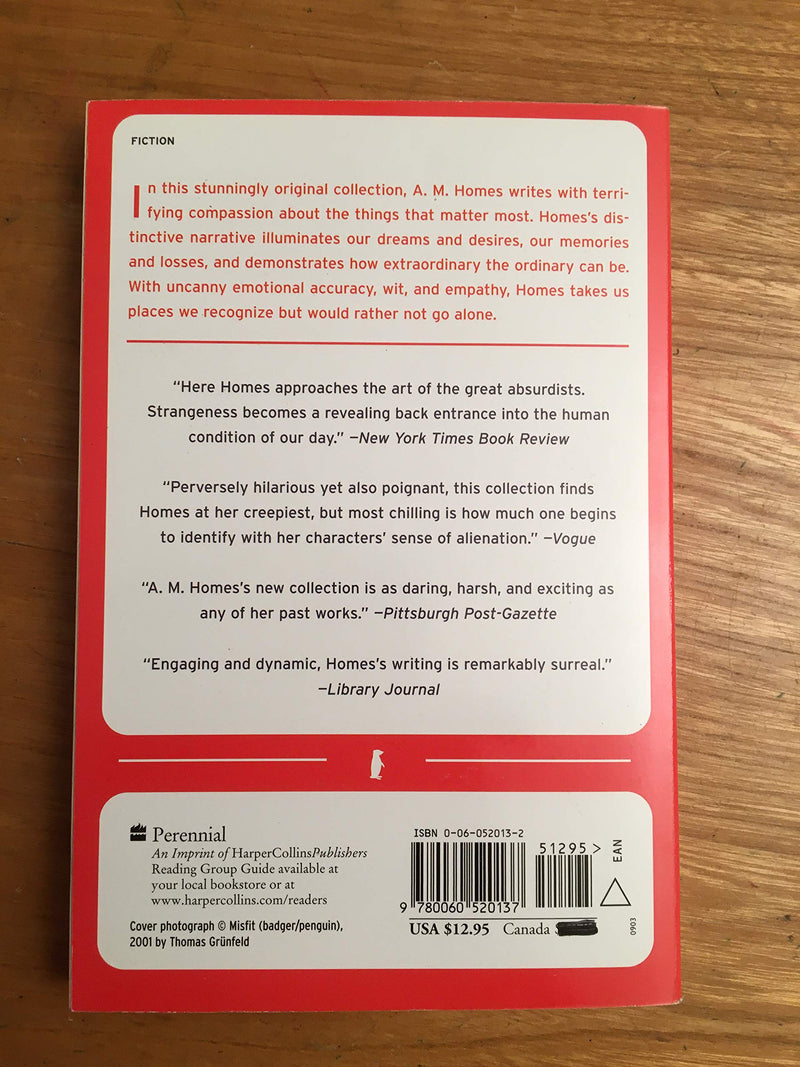 FICTION
In this stunningly original collection, A. M. Homes writes with terri-
fying compassion about the things that matter most. Homes's dis-
tinctive narrative illuminates our dreams and desires, our memories
and losses, and demonstrates how extraordinary the ordinary can be.
With uncanny emotional accuracy, wit, and empathy, Homes takes us
places we recognize but would rather not go alone.
“Here Homes approaches the art of the great absurdists.
Strangeness becomes a revealing back entrance into the human
condition of our day.” —New York Times Book Review
“Perversely hilarious yet also poignant, this collection finds
Homes at her creepiest, but most chilling is how much one begins
to identify with her characters’ sense of alienation.” —Vogue
“A. M. Homes’s new collection is as daring, harsh, and exciting as
any of her past works.” —Pittsburgh Post-Gazette
“Engaging and dynamic, Homes’s writing is remarkably surreal.”
—Library Journal
Perennial
An Imprint of HarperCollinsPublishers
Reading Group Guide available at
your local bookstore or at
www.harpercollins.com/readers
Cover photograph © Misfit (badger/penguin),
2001 by Thomas Grünfeld
ISBN 0-06-052013-2
51295 >
9 780060 520137
EAN
USA $12.95 Canada
0903